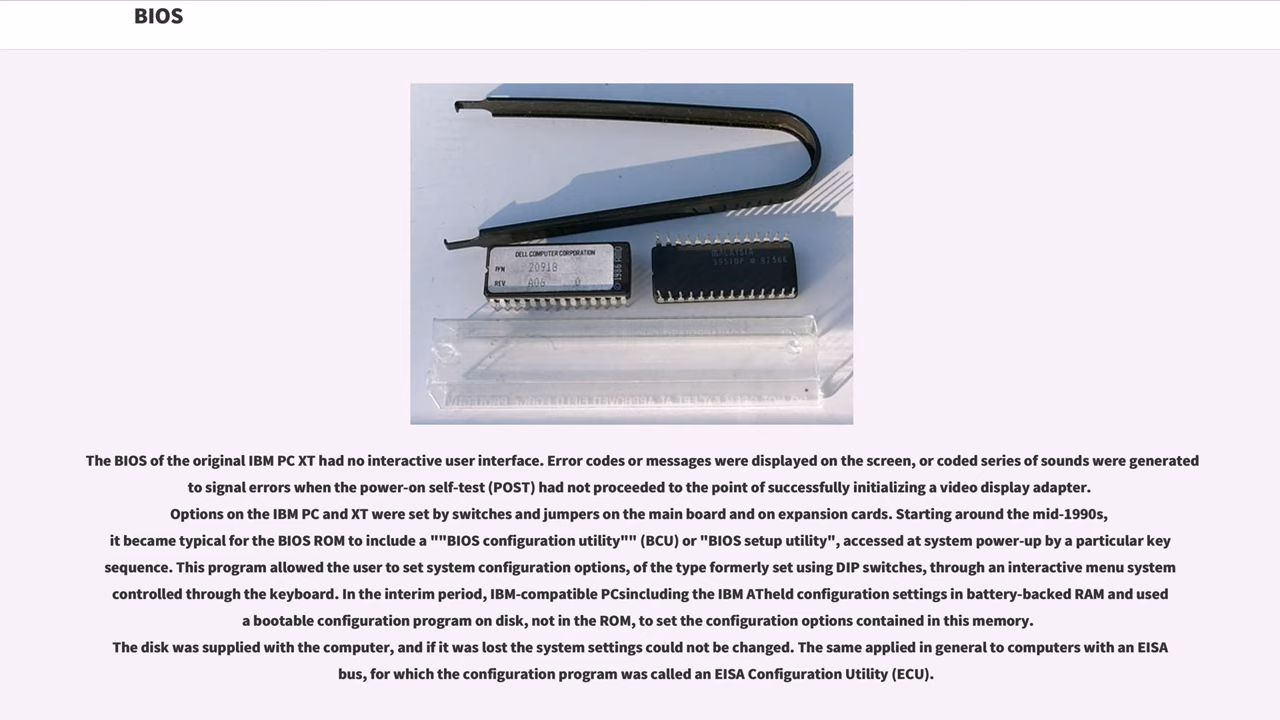 BIOS
DELL COMPUTER CORPORATION
P/N 20918
REV. A06
The BIOS of the original IBM PC XT had no interactive user interface. Error codes or messages were displayed on the screen, or coded series of sounds were generated
to signal errors when the power-on self-test (POST) had not proceeded to the point of successfully initializing a video display adapter.
Options on the IBM PC and XT were set by switches and jumpers on the main board and on expansion cards. Starting around the mid-1990s,
it became typical for the BIOS ROM to include a ""BIOS configuration utility"" (BCU) or "BIOS setup utility", accessed at system power-up by a particular key
sequence. This program allowed the user to set system configuration options, of the type formerly set using DIP switches, through an interactive menu system
controlled through the keyboard. In the interim period, IBM-compatible PCsincluding the IBM ATheld configuration settings in battery-backed RAM and used
a bootable configuration program on disk, not in the ROM, to set the configuration options contained in this memory.
The disk was supplied with the computer, and if it was lost the system settings could not be changed. The same applied in general to computers with an EISA
bus, for which the configuration program was called an EISA Configuration Utility (ECU).